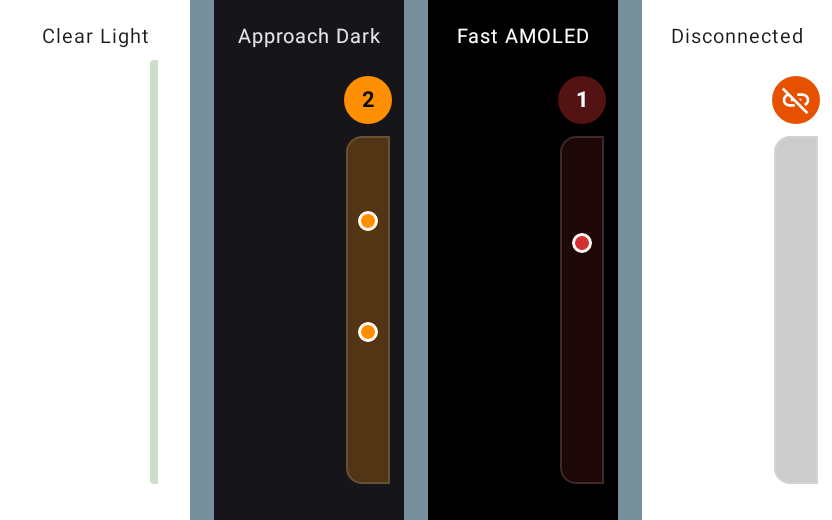 Clear Light
Approach Dark
Fast AMOLED
Disconnected
2
1